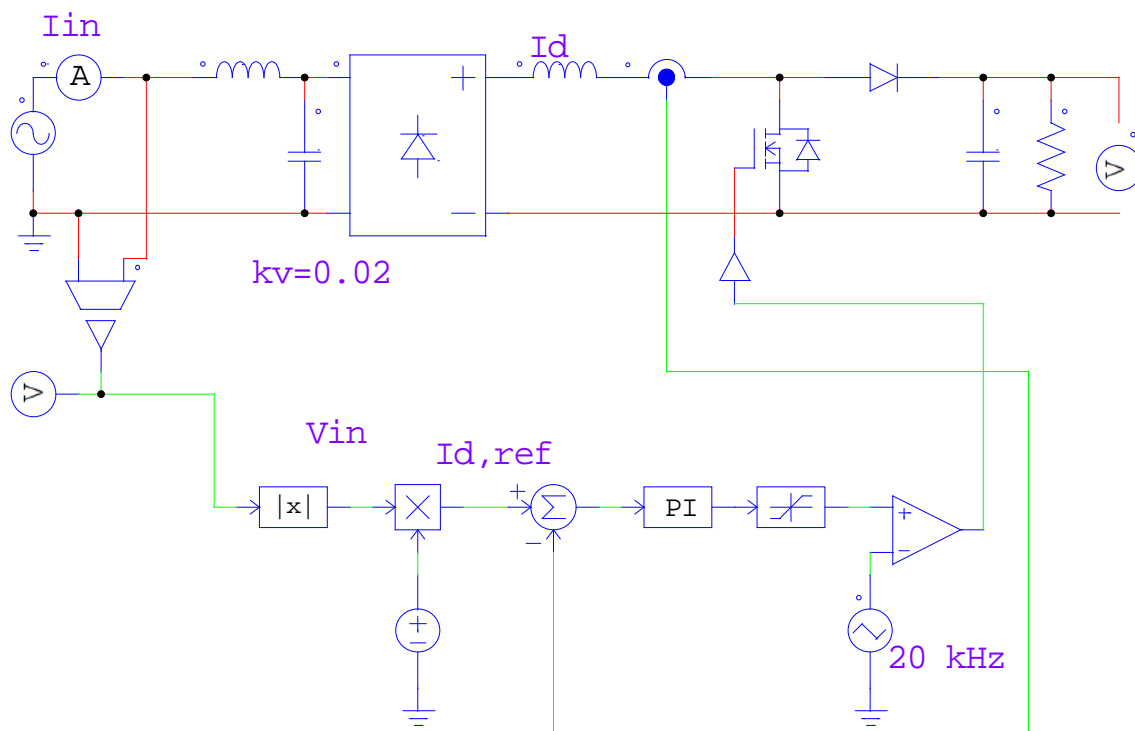 Iin
Id
A
V
kv=0.02
V
Vin
Id,ref
|x|
PI
20 kHz